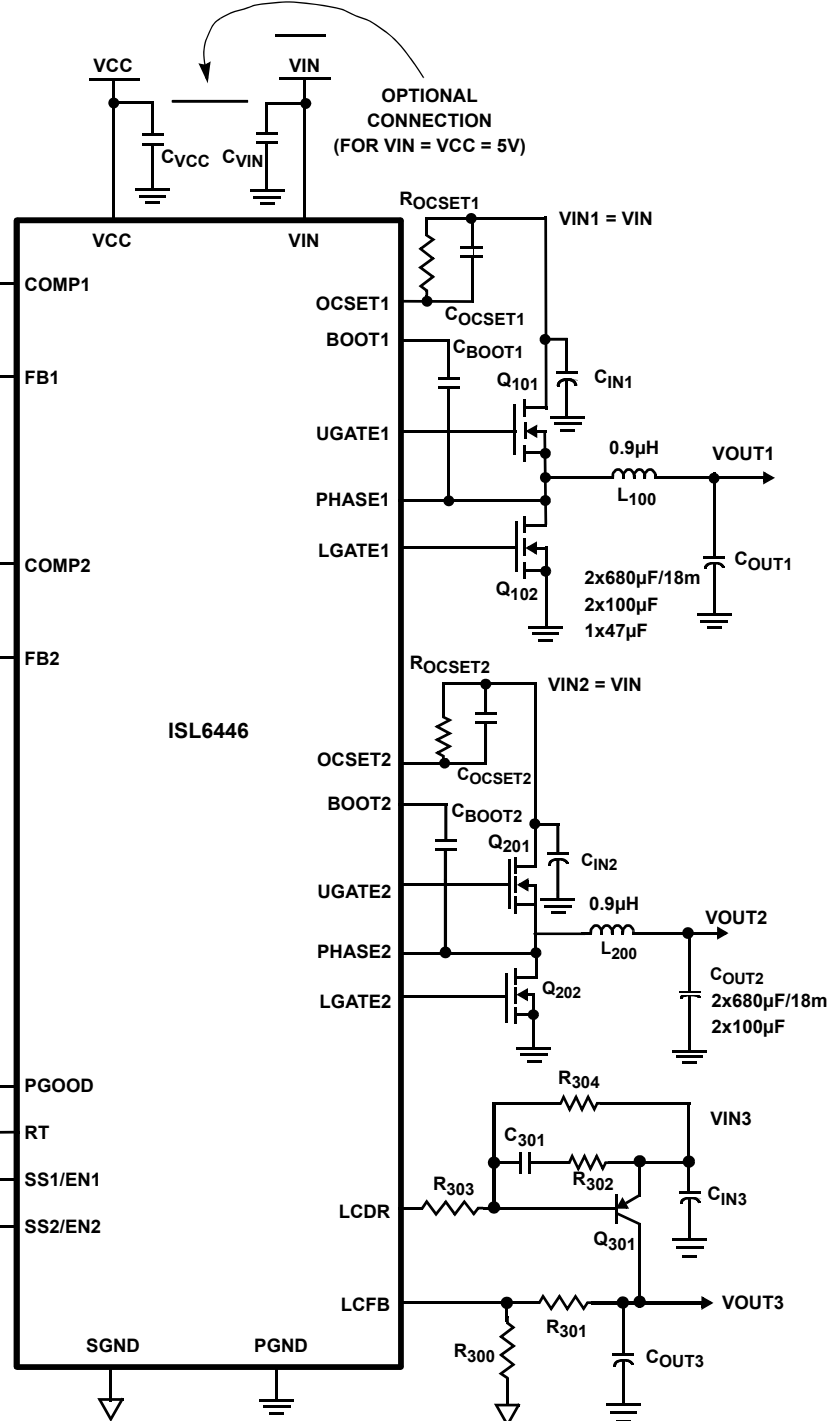 VCC
VIN
OPTIONAL
CONNECTION
(FOR VIN = VCC = 5V)
CVCC
CVIN
VCC
VIN
ROCSET1
VIN1 = VIN
COMP1
OCSET1
COCSET1
BOOT1
CBOOT1
FB1
Q101
CIN1
UGATE1
0.9µH
VOUT1
L100
PHASE1
LGATE1
COMP2
Q102
COUT1
2x680µF/18m
2x100µF
1x47µF
FB2
ROCSET2
VIN2 = VIN
ISL6446
OCSET2
COCSET2
BOOT2
CBOOT2
Q201
CIN2
UGATE2
0.9µH
VOUT2
L200
PHASE2
LGATE2
Q202
COUT2
2x680µF/18m
2x100µF
PGOOD
R304
VIN3
RT
C301
SS1/EN1
R302
R303
CIN3
LCDR
SS2/EN2
Q301
LCFB
VOUT3
R301
SGND
PGND
R300
COUT3